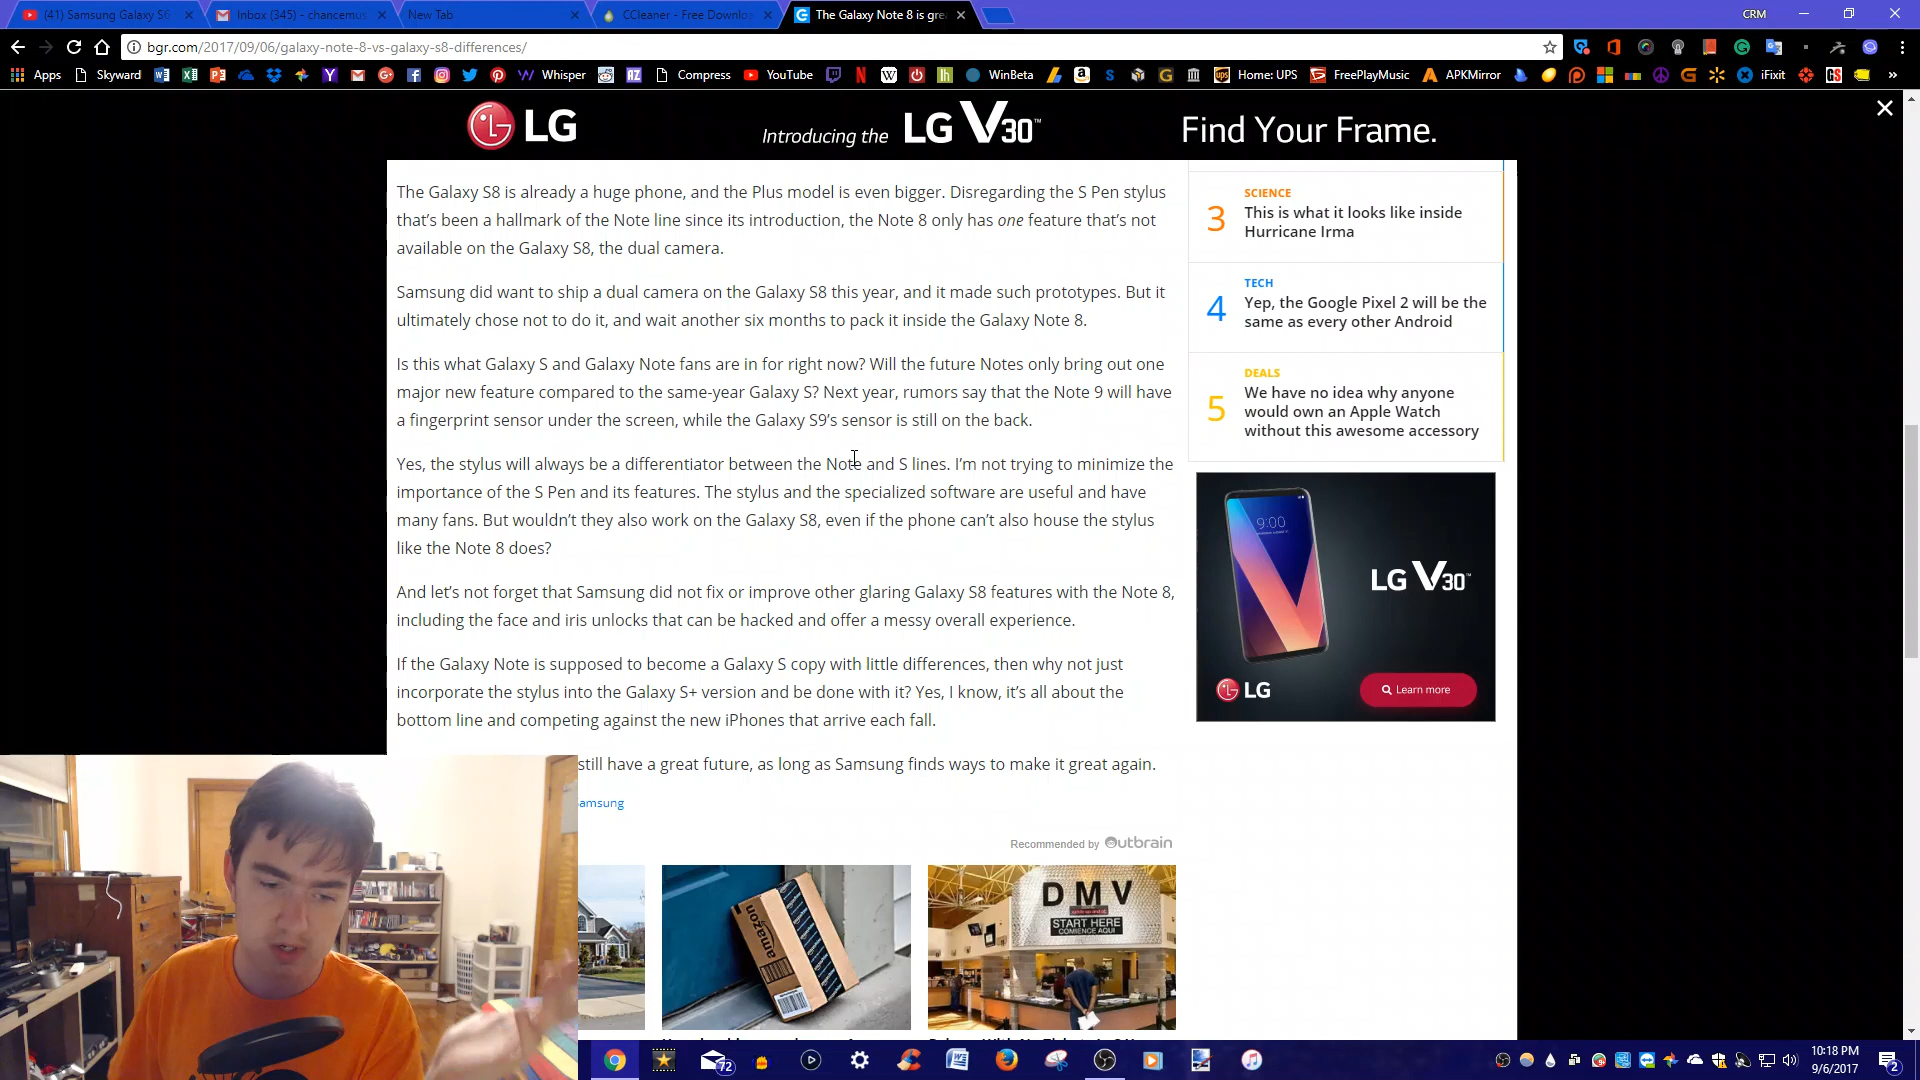 (41) Samsung Galaxy S6
Inbox (345) - chancemus
New Tab
CCleaner - Free Downlo
The Galaxy Note 8 is gre
CRM
bgr.com/2017/09/06/galaxy-note-8-vs-galaxy-s8-differences/
Apps
Skyward
Whisper
Compress
YouTube
WinBeta
Home: UPS
FreePlayMusic
APKMirror
iFixit
LG
Introducing the LG V30™
Find Your Frame.
The Galaxy S8 is already a huge phone, and the Plus model is even bigger. Disregarding the S Pen stylus
that's been a hallmark of the Note line since its introduction, the Note 8 only has one feature that's not
available on the Galaxy S8, the dual camera.
Samsung did want to ship a dual camera on the Galaxy S8 this year, and it made such prototypes. But it
ultimately chose not to do it, and wait another six months to pack it inside the Galaxy Note 8.
Is this what Galaxy S and Galaxy Note fans are in for right now? Will the future Notes only bring out one
major new feature compared to the same-year Galaxy S? Next year, rumors say that the Note 9 will have
a fingerprint sensor under the screen, while the Galaxy S9's sensor is still on the back.
Yes, the stylus will always be a differentiator between the Note and S lines. I'm not trying to minimize the
importance of the S Pen and its features. The stylus and the specialized software are useful and have
many fans. But wouldn't they also work on the Galaxy S8, even if the phone can't also house the stylus
like the Note 8 does?
And let's not forget that Samsung did not fix or improve other glaring Galaxy S8 features with the Note 8,
including the face and iris unlocks that can be hacked and offer a messy overall experience.
If the Galaxy Note is supposed to become a Galaxy S copy with little differences, then why not just
incorporate the stylus into the Galaxy S+ version and be done with it? Yes, I know, it's all about the
bottom line and competing against the new iPhones that arrive each fall.
still have a great future, as long as Samsung finds ways to make it great again.
amsung
Recommended by Outbrain
3
SCIENCE
This is what it looks like inside
Hurricane Irma
4
TECH
Yep, the Google Pixel 2 will be the
same as every other Android
5
DEALS
We have no idea why anyone
would own an Apple Watch
without this awesome accessory
9:00
LG V30™
LG
Learn more
amazon
DMV
START HERE
COMIENCE AQUI
72
10:18 PM
9/6/2017
2